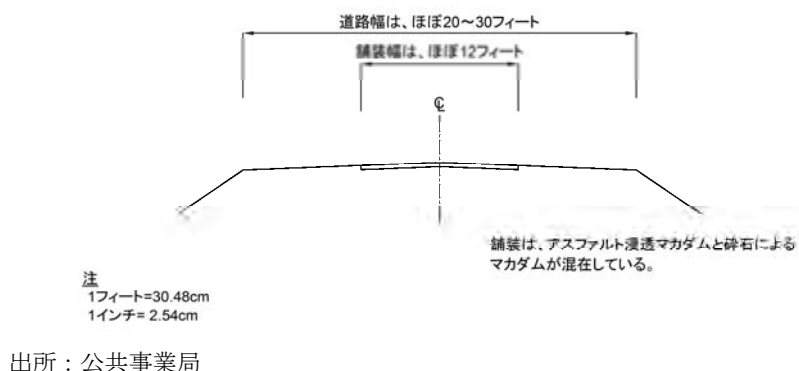 道路幅は、ほぼ20～30フィート
舗装幅は、ほぼ12フィート
℄
舗装は、アスファルト浸透マカダムと砕石による
マカダムが混在している。
注
1フィート=30.48cm
1インチ= 2.54cm
出所：公共事業局